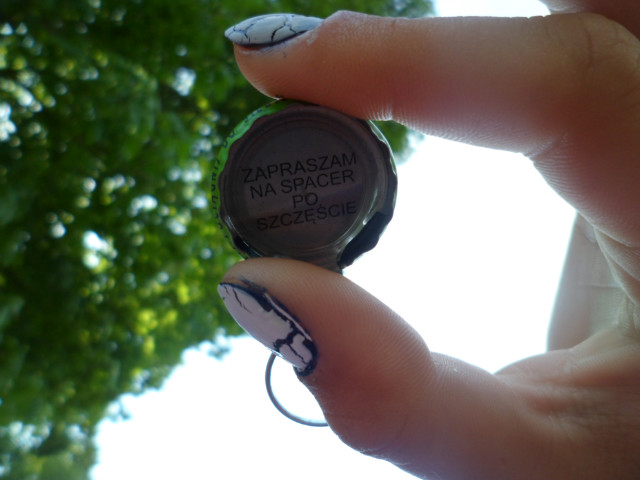 ZAPRASZAM
NA SPACER
PO
SZCZĘŚCIE